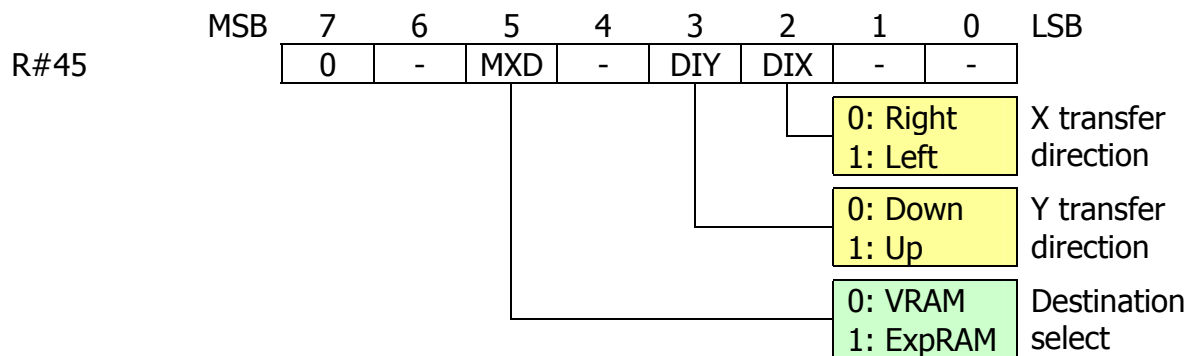 MSB 7 6 5 4 3 2 1 0 LSB
R#45 0 - MXD - DIY DIX - -
0: Right X transfer
1: Left direction
0: Down Y transfer
1: Up direction
0: VRAM Destination
1: ExpRAM select